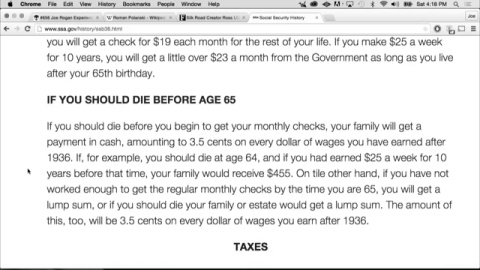 Chrome File Edit View History Bookmarks People Window Help
Sat 4:18 PM
#606 Joe Rogan Experien
Roman Polanski - Wikiped
Silk Road Creator Ross U
Social Security History
Joe
www.ssa.gov/history/ssb36.html
you will get a check for $19 each month for the rest of your life. If you make $25 a week
for 10 years, you will get a little over $23 a month from the Government as long as you live
after your 65th birthday.
IF YOU SHOULD DIE BEFORE AGE 65
If you should die before you begin to get your monthly checks, your family will get a
payment in cash, amounting to 3.5 cents on every dollar of wages you have earned after
1936. If, for example, you should die at age 64, and if you had earned $25 a week for 10
years before that time, your family would receive $455. On tile other hand, if you have not
worked enough to get the regular monthly checks by the time you are 65, you will get a
lump sum, or if you should die your family or estate would get a lump sum. The amount of
this, too, will be 3.5 cents on every dollar of wages you earn after 1936.
TAXES